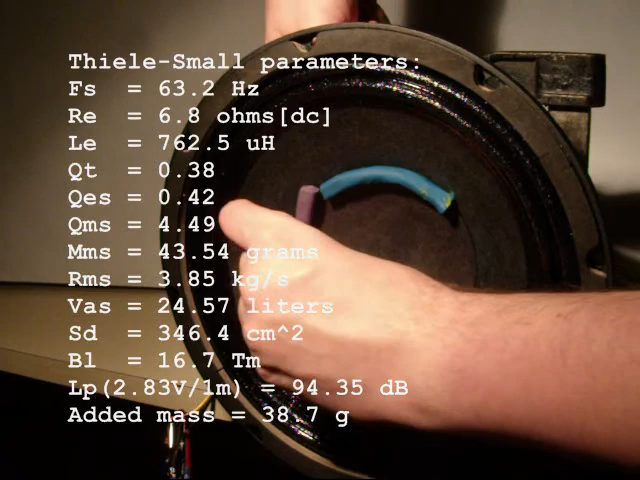 Thiele-Small parameters:
Fs = 63.2 Hz
Re = 6.8 ohms[dc]
Le = 762.5 uH
Qt = 0.38
Qes = 0.42
Qms = 4.49
Mms = 43.54 grams
Rms = 3.85 kg/s
Vas = 24.57 liters
Sd = 346.4 cm^2
Bl = 16.7 Tm
Lp(2.83V/1m) = 94.35 dB
Added mass = 38.7 g